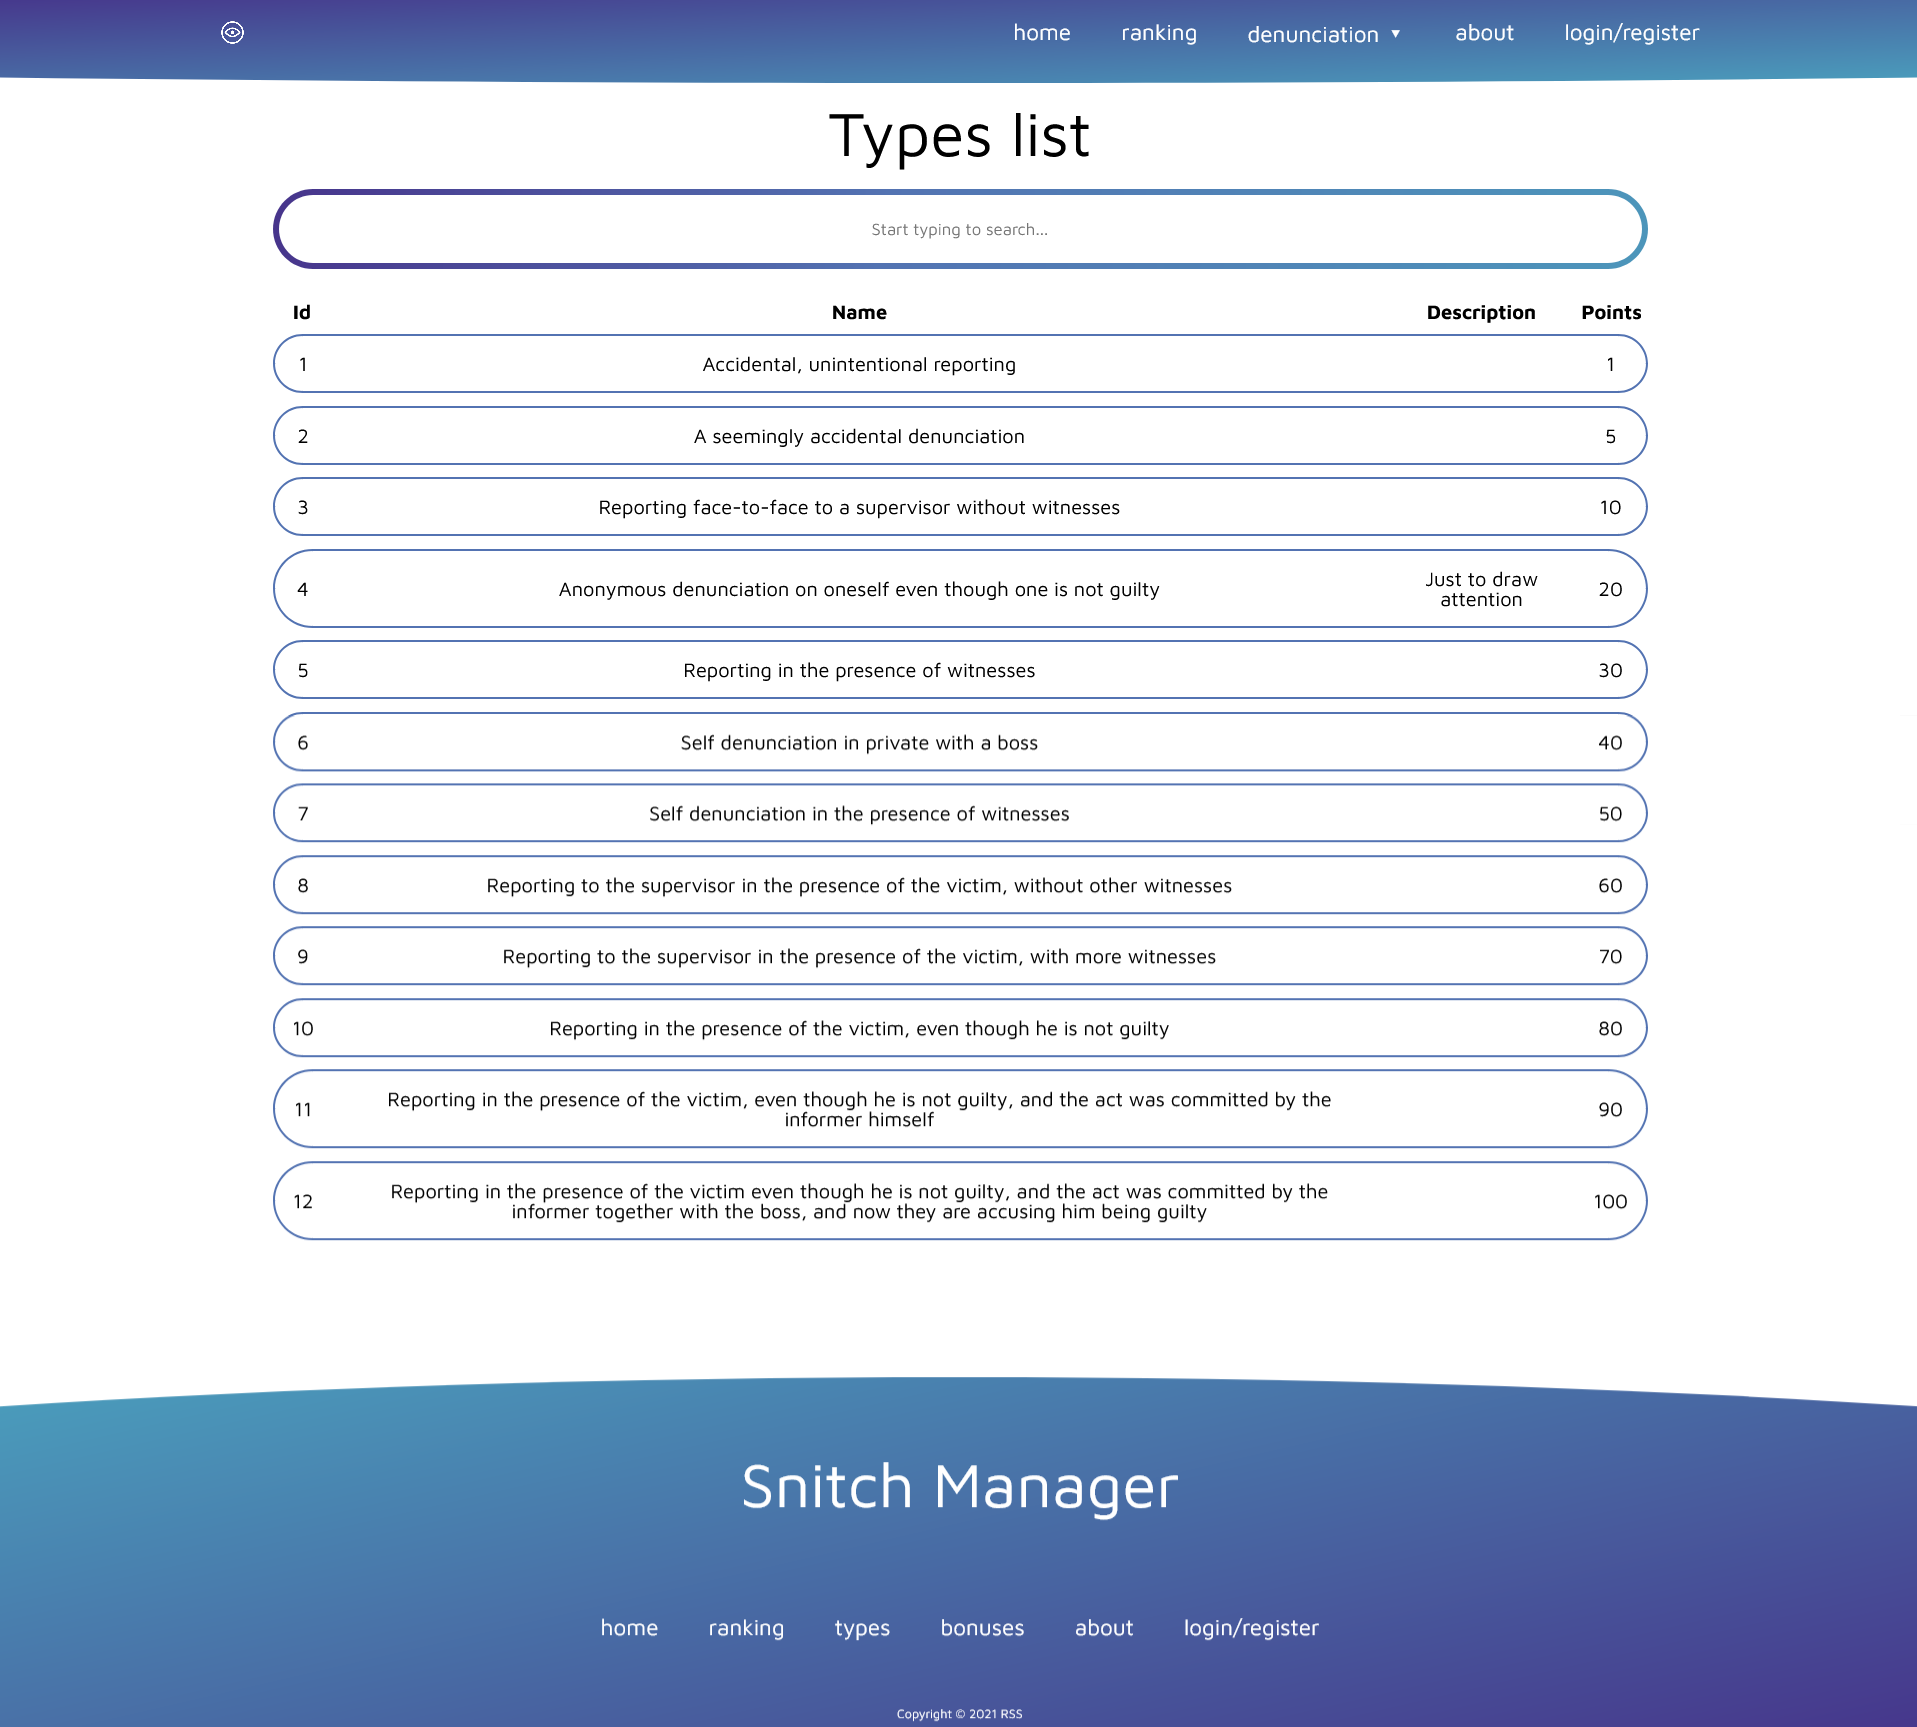 home ranking denunciation ▼ about login/register
Types list
Start typing to search...
Id Name Description Points
1 Accidental, unintentional reporting 1
2 A seemingly accidental denunciation 5
3 Reporting face-to-face to a supervisor without witnesses 10
4 Anonymous denunciation on oneself even though one is not guilty Just to draw attention 20
5 Reporting in the presence of witnesses 30
6 Self denunciation in private with a boss 40
7 Self denunciation in the presence of witnesses 50
8 Reporting to the supervisor in the presence of the victim, without other witnesses 60
9 Reporting to the supervisor in the presence of the victim, with more witnesses 70
10 Reporting in the presence of the victim, even though he is not guilty 80
11 Reporting in the presence of the victim, even though he is not guilty, and the act was committed by the
informer himself 90
12 Reporting in the presence of the victim even though he is not guilty, and the act was committed by the
informer together with the boss, and now they are accusing him being guilty 100
Snitch Manager
home ranking types bonuses about login/register
Copyright © 2021 RSS